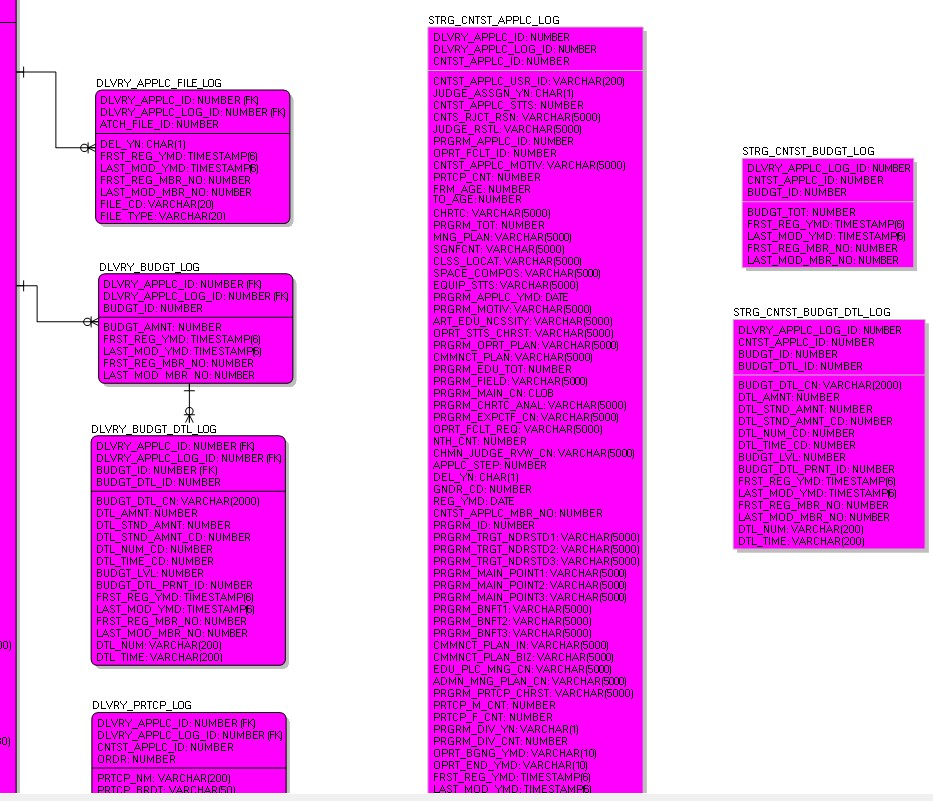 DLVRY_APPLC_FILE_LOG
DLVRY_APPLC_ID: NUMBER (FK)
DLVRY_APPLC_LOG_ID: NUMBER (FK)
ATCH_FILE_ID: NUMBER
DEL_YN: CHAR(1)
FRST_REG_YMD: TIMESTAMP(6)
LAST_MOD_YMD: TIMESTAMP(6)
FRST_REG_MBR_NO: NUMBER
LAST_MOD_MBR_NO: NUMBER
FILE_CD: VARCHAR(20)
FILE_TYPE: VARCHAR(20)
DLVRY_BUDGT_LOG
DLVRY_APPLC_ID: NUMBER (FK)
DLVRY_APPLC_LOG_ID: NUMBER (FK)
BUDGT_ID: NUMBER
BUDGT_AMNT: NUMBER
FRST_REG_YMD: TIMESTAMP(6)
LAST_MOD_YMD: TIMESTAMP(6)
FRST_REG_MBR_NO: NUMBER
LAST_MOD_MBR_NO: NUMBER
DLVRY_BUDGT_DTL_LOG
DLVRY_APPLC_ID: NUMBER (FK)
DLVRY_APPLC_LOG_ID: NUMBER (FK)
BUDGT_ID: NUMBER (FK)
BUDGT_DTL_ID: NUMBER
BUDGT_DTL_CN: VARCHAR(2000)
DTL_AMNT: NUMBER
DTL_STND_AMNT: NUMBER
DTL_STND_AMNT_CD: NUMBER
DTL_NUM_CD: NUMBER
DTL_TIME_CD: NUMBER
BUDGT_LVL: NUMBER
BUDGT_DTL_PRNT_ID: NUMBER
FRST_REG_YMD: TIMESTAMP(6)
LAST_MOD_YMD: TIMESTAMP(6)
FRST_REG_MBR_NO: NUMBER
LAST_MOD_MBR_NO: NUMBER
DTL_NUM: VARCHAR(200)
DTL_TIME: VARCHAR(200)
DLVRY_PRTCP_LOG
DLVRY_APPLC_ID: NUMBER (FK)
DLVRY_APPLC_LOG_ID: NUMBER (FK)
CNTST_APPLC_ID: NUMBER
ORDR: NUMBER
PRTCP_NM: VARCHAR(200)
PRTCP_BRDT: VARCHAR(50)
STRG_CNTST_APPLC_LOG
DLVRY_APPLC_ID: NUMBER
DLVRY_APPLC_LOG_ID: NUMBER
CNTST_APPLC_ID: NUMBER
CNTST_APPLC_USR_ID: VARCHAR(200)
JUDGE_ASSGN_YN: CHAR(1)
CNTST_APPLC_STTS: NUMBER
CNTS_RJCT_RSN: VARCHAR(5000)
JUDGE_RSTL: VARCHAR(5000)
PRGRM_APPLC_ID: NUMBER
OPRT_FCLT_ID: NUMBER
CNTST_APPLC_MOTIV: VARCHAR(5000)
PRTCP_CNT: NUMBER
FRM_AGE: NUMBER
TO_AGE: NUMBER
CHRTC: VARCHAR(5000)
PRGRM_TOT: NUMBER
MNG_PLAN: VARCHAR(5000)
SGNFCNT: VARCHAR(5000)
CLSS_LOCAT: VARCHAR(5000)
SPACE_COMPOS: VARCHAR(5000)
EQUIP_STTS: VARCHAR(5000)
PRGRM_APPLC_YMD: DATE
PRGRM_MOTIV: VARCHAR(5000)
ART_EDU_NCSSITY: VARCHAR(5000)
OPRT_STTS_CHRST: VARCHAR(5000)
PRGRM_OPRT_PLAN: VARCHAR(5000)
CMMNCT_PLAN: VARCHAR(5000)
PRGRM_EDU_TOT: NUMBER
PRGRM_FIELD: VARCHAR(5000)
PRGRM_MAIN_CN: CLOB
PRGRM_CHRTC_ANAL: VARCHAR(5000)
PRGRM_EXPCTF_CN: VARCHAR(5000)
OPRT_FCLT_REQ: VARCHAR(5000)
NTH_CNT: NUMBER
CHMN_JUDGE_RVW_CN: VARCHAR(5000)
APPLC_STEP: NUMBER
DEL_YN: CHAR(1)
GNDR_CD: NUMBER
REG_YMD: DATE
CNTST_APPLC_MBR_NO: NUMBER
PRGRM_ID: NUMBER
PRGRM_TRGT_NDRSTD1: VARCHAR(5000)
PRGRM_TRGT_NDRSTD2: VARCHAR(5000)
PRGRM_TRGT_NDRSTD3: VARCHAR(5000)
PRGRM_MAIN_POINT1: VARCHAR(5000)
PRGRM_MAIN_POINT2: VARCHAR(5000)
PRGRM_MAIN_POINT3: VARCHAR(5000)
PRGRM_BNFT1: VARCHAR(5000)
PRGRM_BNFT2: VARCHAR(5000)
PRGRM_BNFT3: VARCHAR(5000)
CMMNCT_PLAN_IN: VARCHAR(5000)
CMMNCT_PLAN_BIZ: VARCHAR(5000)
EDU_PLC_MNG_CN: VARCHAR(5000)
ADMN_MNG_PLAN_CN: VARCHAR(5000)
PRGRM_PRTCP_CHRST: VARCHAR(5000)
PRTCP_M_CNT: NUMBER
PRTCP_F_CNT: NUMBER
PRGRM_DIV_YN: VARCHAR(1)
PRGRM_DIV_CNT: NUMBER
OPRT_BGNG_YMD: VARCHAR(10)
OPRT_END_YMD: VARCHAR(10)
FRST_REG_YMD: TIMESTAMP(6)
LAST_MOD_YMD: TIMESTAMP(6)
STRG_CNTST_BUDGT_LOG
DLVRY_APPLC_LOG_ID: NUMBER
CNTST_APPLC_ID: NUMBER
BUDGT_ID: NUMBER
BUDGT_TOT: NUMBER
FRST_REG_YMD: TIMESTAMP(6)
LAST_MOD_YMD: TIMESTAMP(6)
FRST_REG_MBR_NO: NUMBER
LAST_MOD_MBR_NO: NUMBER
STRG_CNTST_BUDGT_DTL_LOG
DLVRY_APPLC_LOG_ID: NUMBER
CNTST_APPLC_ID: NUMBER
BUDGT_ID: NUMBER
BUDGT_DTL_ID: NUMBER
BUDGT_DTL_CN: VARCHAR(2000)
DTL_AMNT: NUMBER
DTL_STND_AMNT: NUMBER
DTL_STND_AMNT_CD: NUMBER
DTL_NUM_CD: NUMBER
DTL_TIME_CD: NUMBER
BUDGT_LVL: NUMBER
BUDGT_DTL_PRNT_ID: NUMBER
FRST_REG_YMD: TIMESTAMP(6)
LAST_MOD_YMD: TIMESTAMP(6)
FRST_REG_MBR_NO: NUMBER
LAST_MOD_MBR_NO: NUMBER
DTL_NUM: VARCHAR(200)
DTL_TIME: VARCHAR(200)